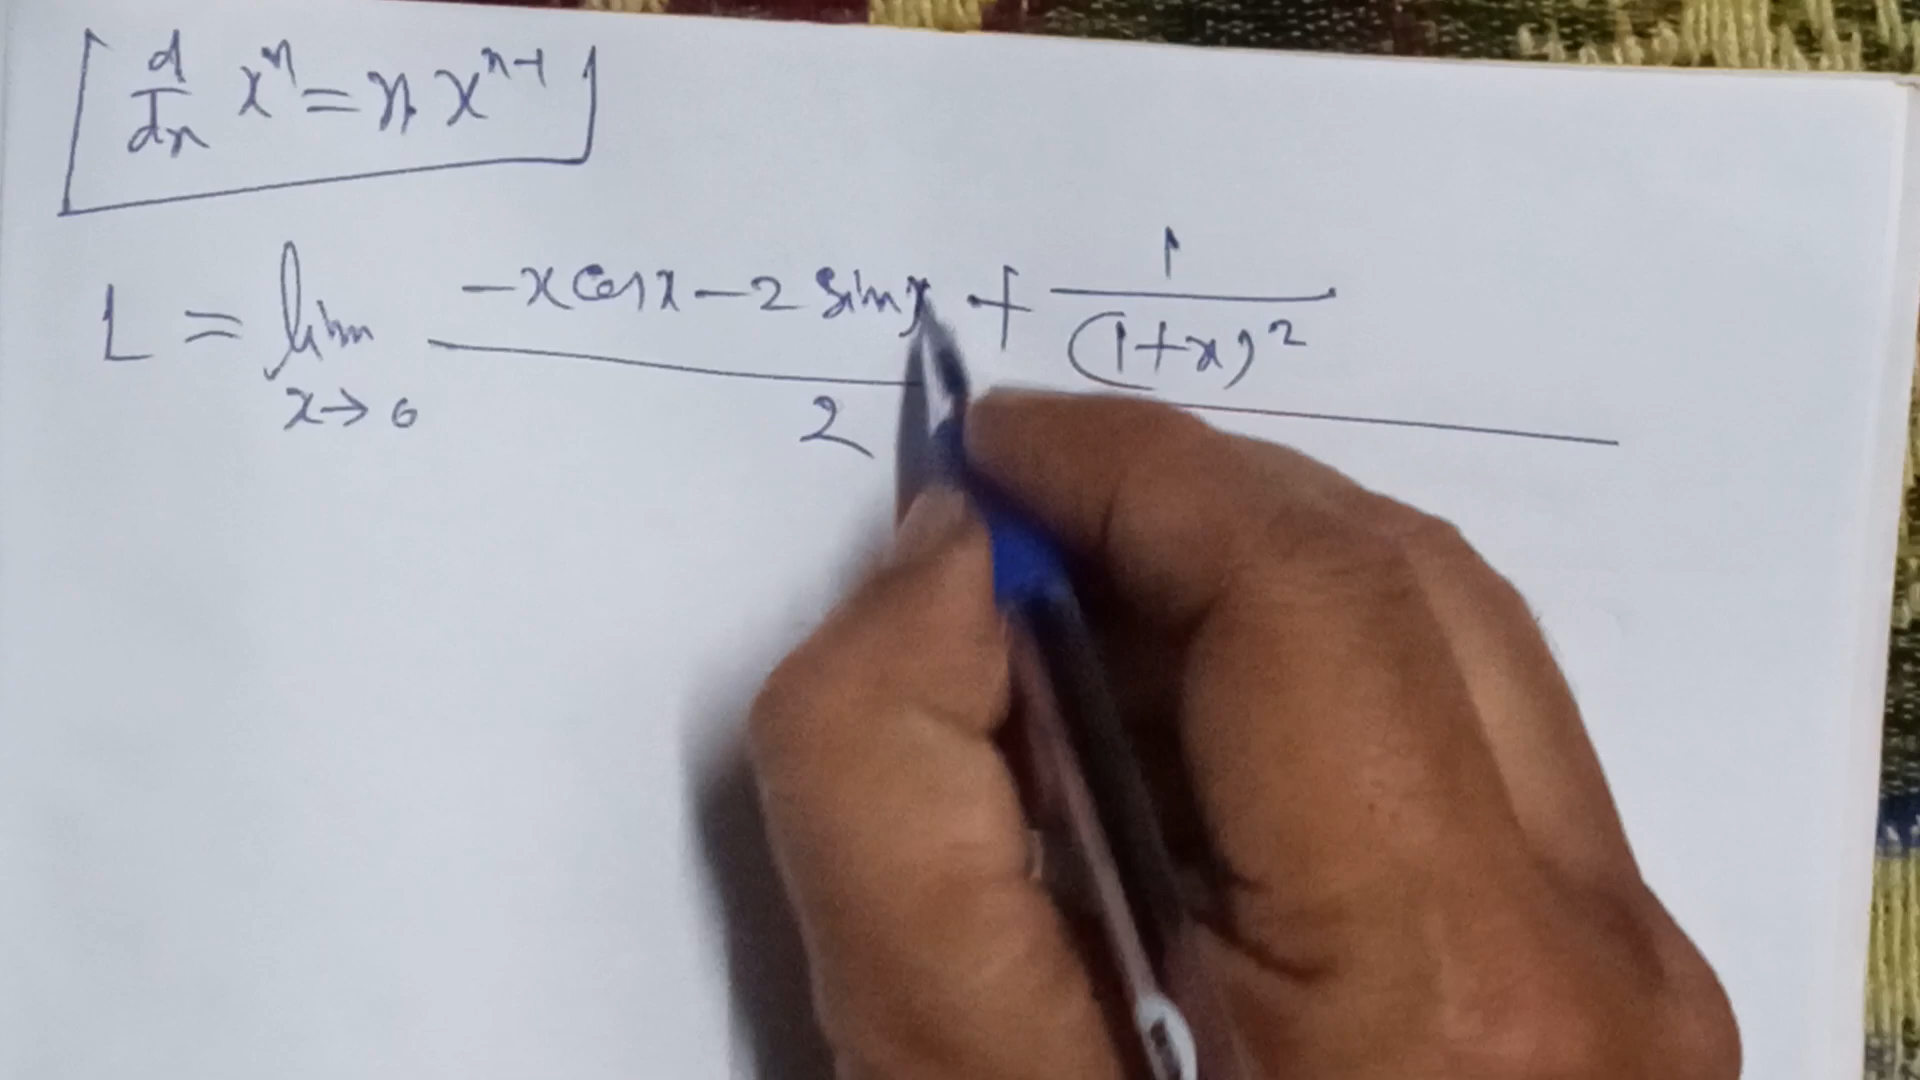 d/dx x^n = n x^(n-1)
L = lim x→0 (-x cos x - 2 sin x + 1/(1+x)^2) / 2